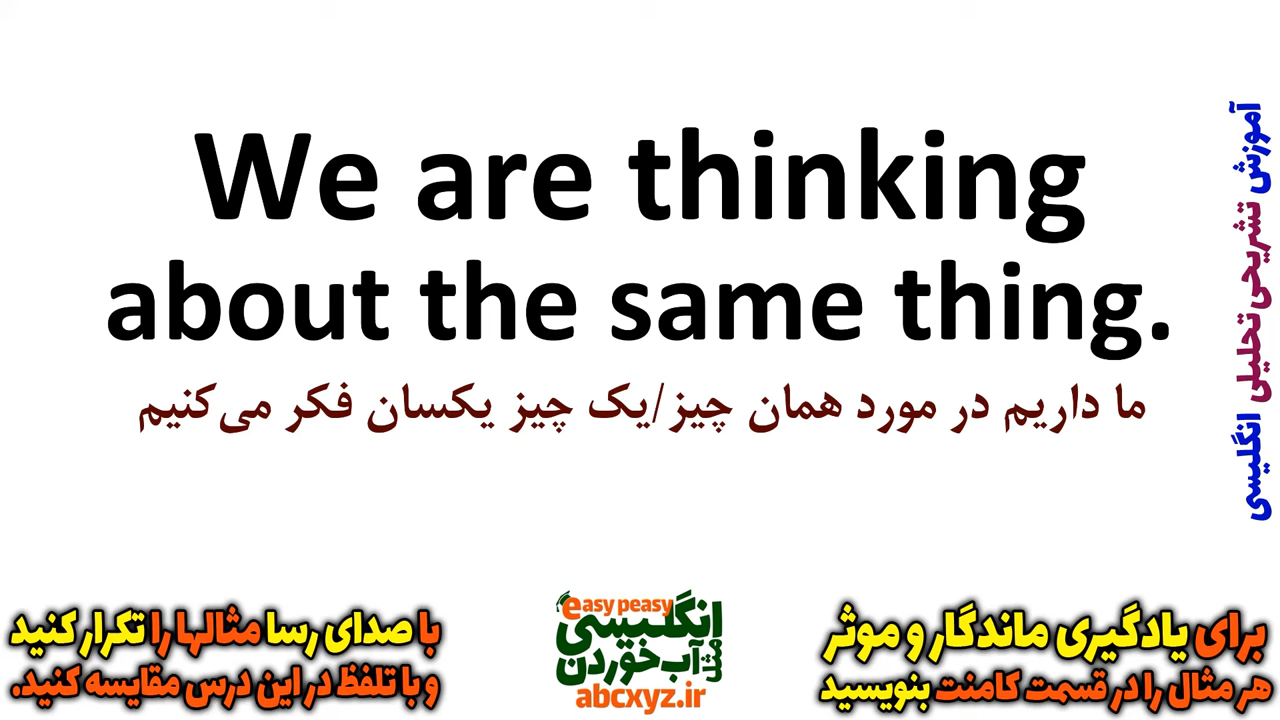 We are thinking
about the same thing.
ما داریم در مورد همان چیز/یک چیز یکسان فکر می‌کنیم
آموزش تشریحی تحلیلی انگلیسی
با صدای رسا مثالها را تکرار کنید
و با تلفظ در این درس مقایسه کنید.
easy peasy
انگلیسی
مثل آب خوردن
abcxyz.ir
برای یادگیری ماندگار و موثر
هر مثال را در قسمت کامنت بنویسید